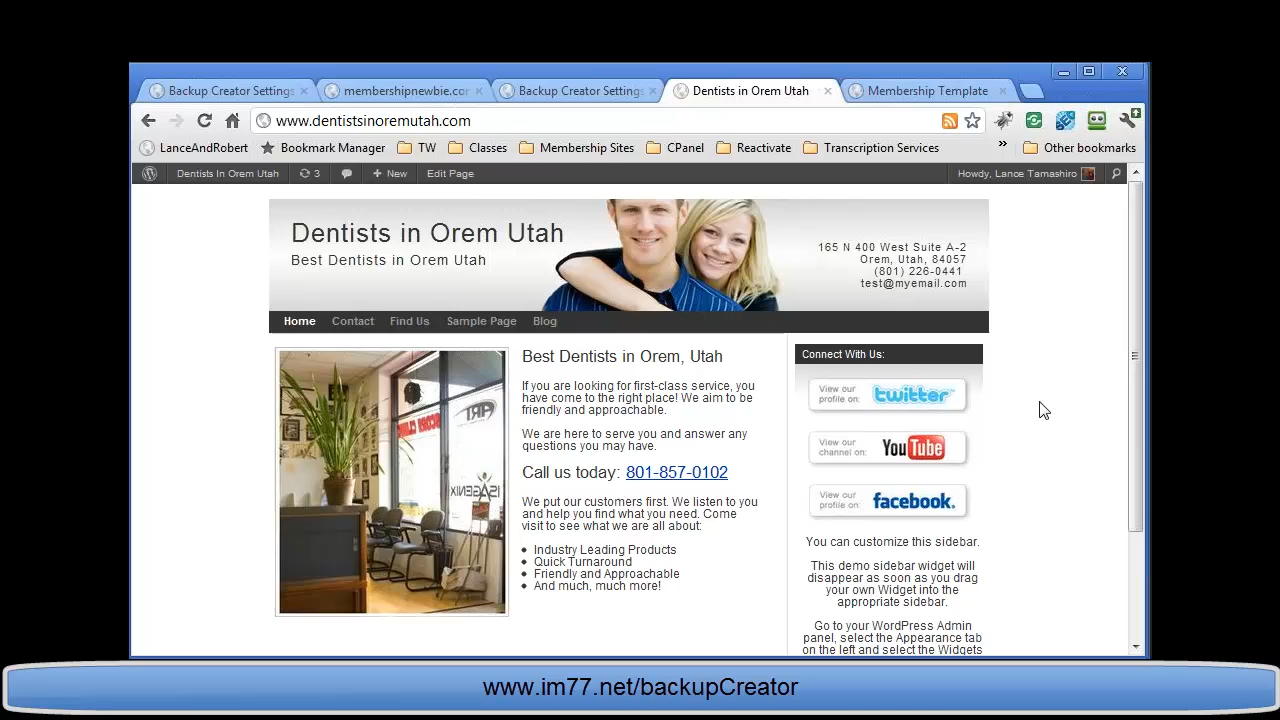 Backup Creator Settings
membershipnewbie.cor
Backup Creator Settings
Dentists in Orem Utah
Membership Template
www.dentistsinoremutah.com
LanceAndRobert
Bookmark Manager
TW
Classes
Membership Sites
CPanel
Reactivate
Transcription Services
»
Other bookmarks
Dentists In Orem Utah
3
+ New
Edit Page
Howdy, Lance Tamashiro
Dentists in Orem Utah
Best Dentists in Orem Utah
165 N 400 West Suite A-2
Orem, Utah, 84057
(801) 226-0441
test@myemail.com
Home
Contact
Find Us
Sample Page
Blog
ART
ISAGENIX
Best Dentists in Orem, Utah
If you are looking for first-class service, you
have come to the right place! We aim to be
friendly and approachable.
We are here to serve you and answer any
questions you may have.
Call us today: 801-857-0102
We put our customers first. We listen to you
and help you find what you need. Come
visit to see what we are all about:
Industry Leading Products
Quick Turnaround
Friendly and Approachable
And much, much more!
Connect With Us:
View our
profile on:
twitter
View our
channel on:
YouTube
View our
profile on:
facebook.
You can customize this sidebar.
This demo sidebar widget will
disappear as soon as you drag
your own Widget into the
appropriate sidebar.
Go to your WordPress Admin
panel, select the Appearance tab
on the left and select the Widgets
www.im77.net/backupCreator